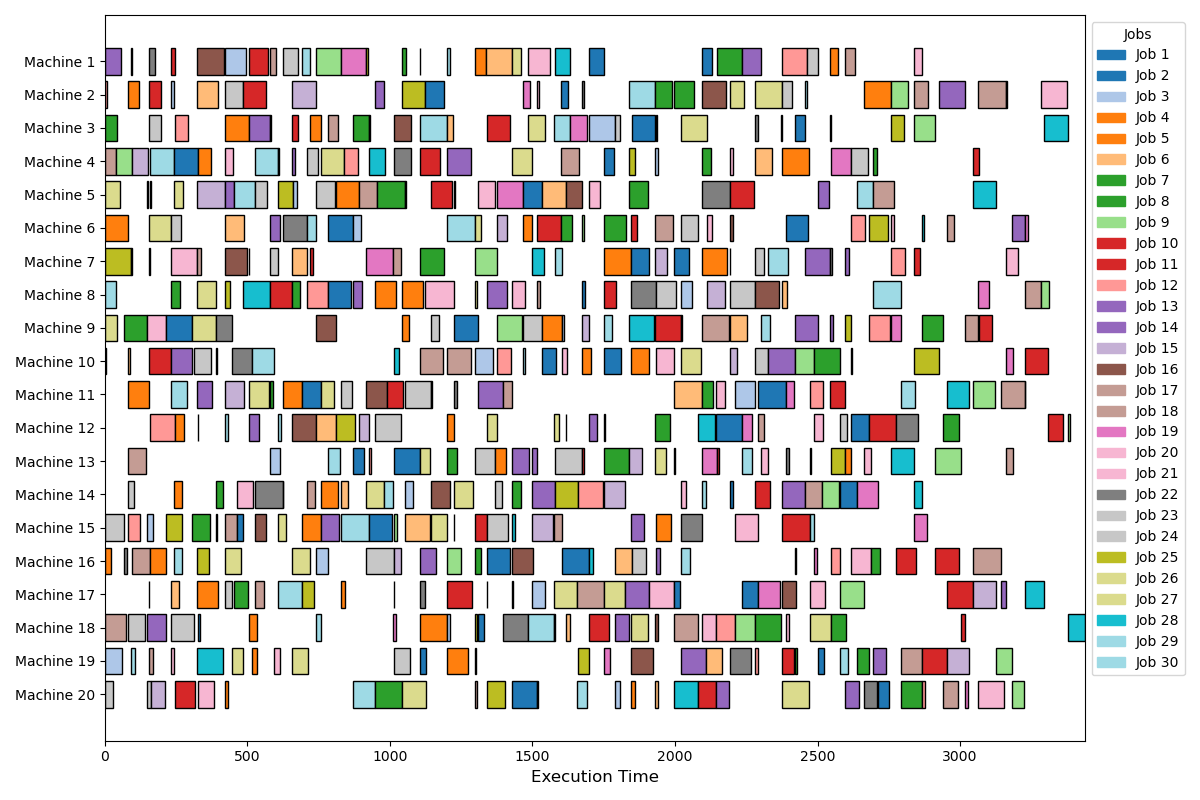 Machine 1
Machine 2
Machine 3
Machine 4
Machine 5
Machine 6
Machine 7
Machine 8
Machine 9
Machine 10
Machine 11
Machine 12
Machine 13
Machine 14
Machine 15
Machine 16
Machine 17
Machine 18
Machine 19
Machine 20
0 500 1000 1500 2000 2500 3000
Execution Time
Jobs
Job 1
Job 2
Job 3
Job 4
Job 5
Job 6
Job 7
Job 8
Job 9
Job 10
Job 11
Job 12
Job 13
Job 14
Job 15
Job 16
Job 17
Job 18
Job 19
Job 20
Job 21
Job 22
Job 23
Job 24
Job 25
Job 26
Job 27
Job 28
Job 29
Job 30